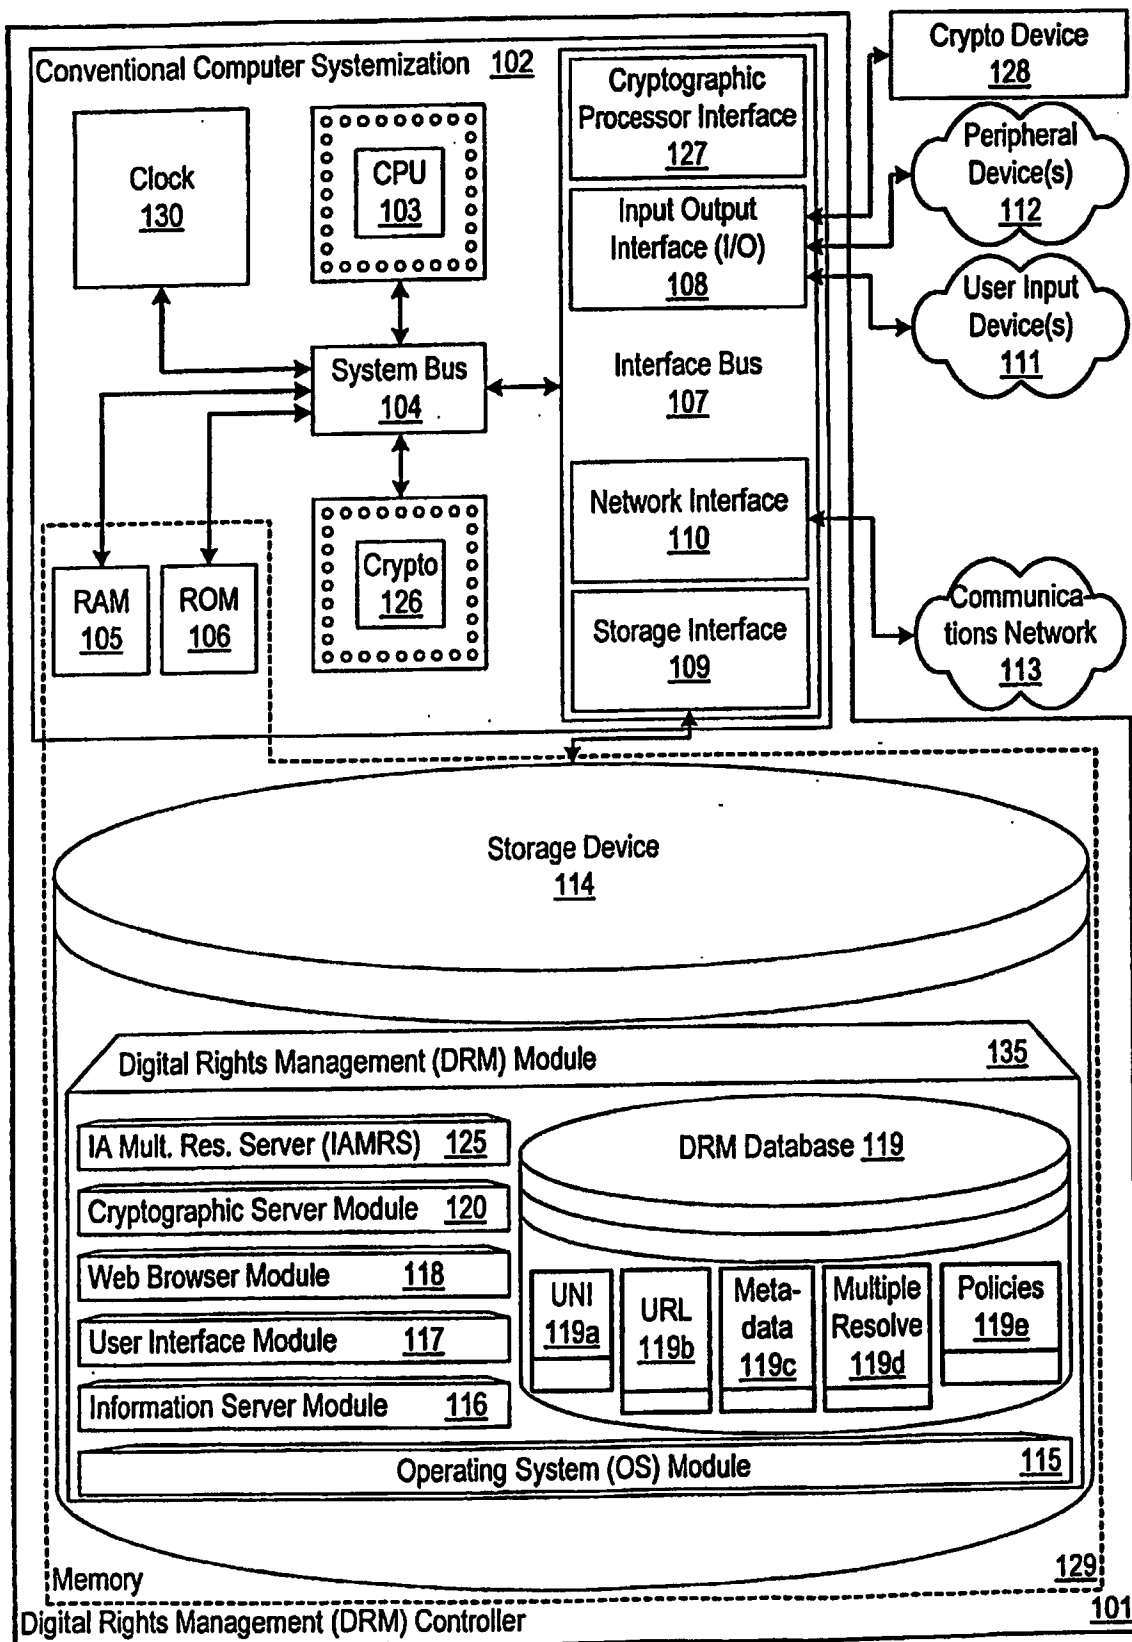 Conventional Computer Systemization 102
Clock
130
CPU
103
Cryptographic
Processor Interface
127
Input Output
Interface (I/O)
108
Crypto Device
128
Peripheral
Device(s)
112
User Input
Device(s)
111
System Bus
104
Interface Bus
107
Network Interface
110
Crypto
126
RAM
105
ROM
106
Storage Interface
109
Communica-
tions Network
113
Storage Device
114
Digital Rights Management (DRM) Module 135
IA Mult. Res. Server (IAMRS) 125
Cryptographic Server Module 120
Web Browser Module 118
User Interface Module 117
Information Server Module 116
DRM Database 119
UNI
119a
URL
119b
Meta-
data
119c
Multiple
Resolve
119d
Policies
119e
Operating System (OS) Module 115
Memory 129
Digital Rights Management (DRM) Controller 101